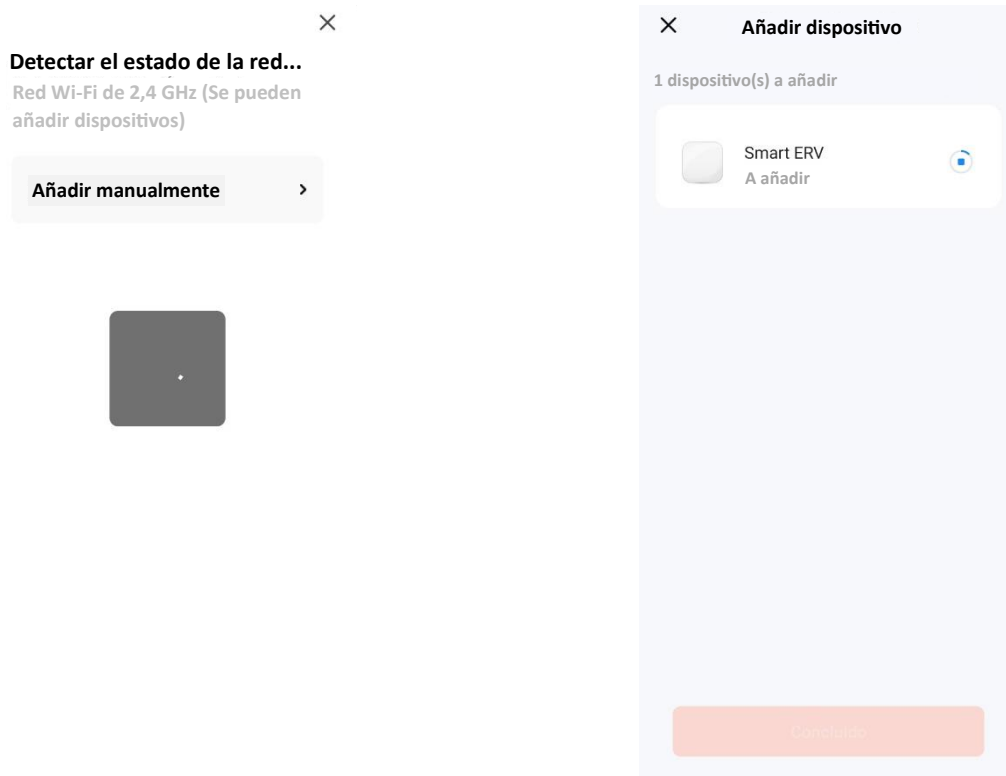 Detectar el estado de la red...
Red Wi-Fi de 2,4 GHz (Se pueden
añadir dispositivos)
Añadir manualmente
Añadir dispositivo
1 dispositivo(s) a añadir
Smart ERV
A añadir
Concluido